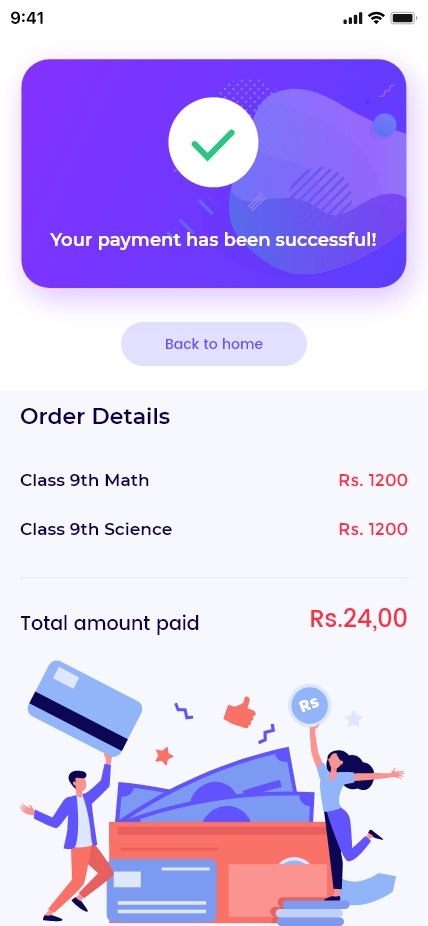 9:41
Your payment has been successful!
Back to home
Order Details
Class 9th Math Rs. 1200
Class 9th Science Rs. 1200
Total amount paid Rs.24,00
Rs